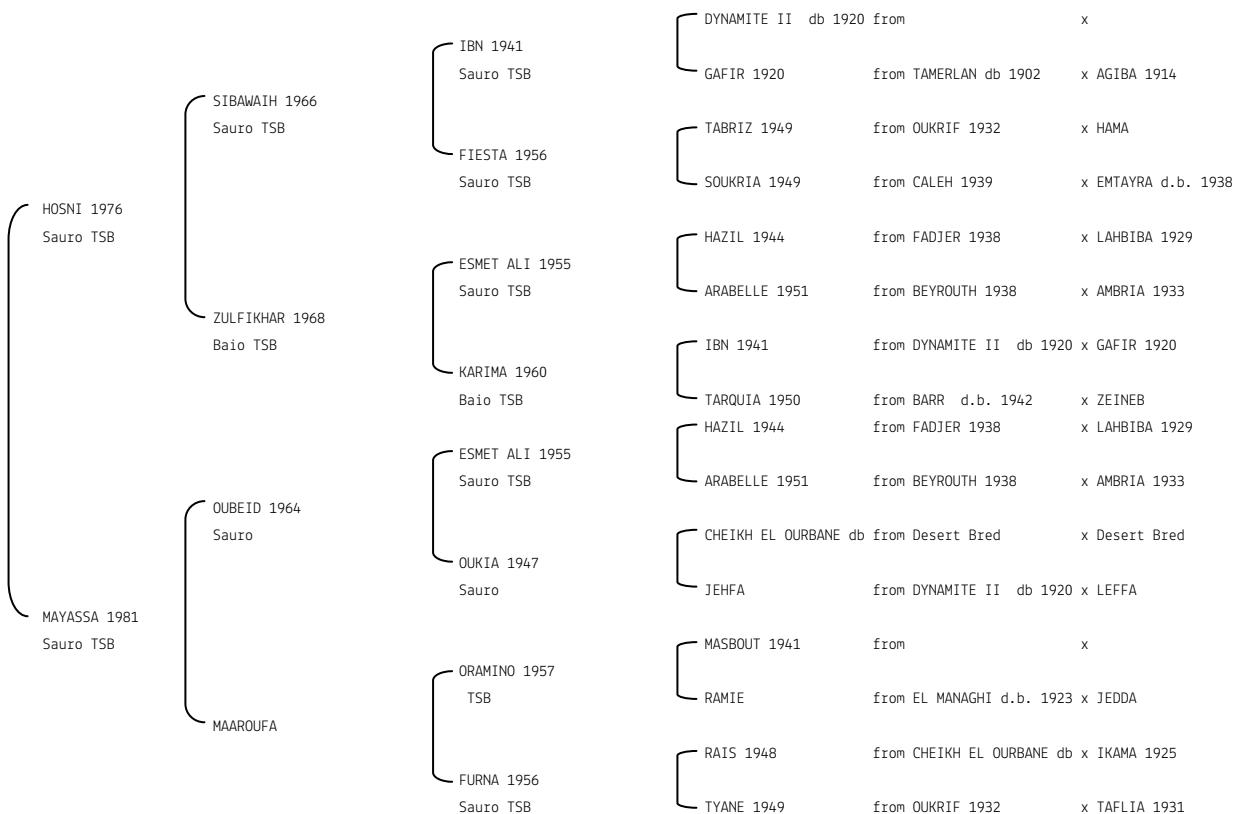 DYNAMITE II db 1920 from x
IBN 1941
Sauro TSB GAFIR 1920 from TAMERLAN db 1902 x AGIBA 1914
SIBAWAIH 1966
Sauro TSB TABRIZ 1949 from OUKRIF 1932 x HAMA
FIESTA 1956
Sauro TSB SOUKRIA 1949 from CALEH 1939 x EMTAYRA d.b. 1938
HOSNI 1976
Sauro TSB HAZIL 1944 from FADJER 1938 x LAHBIBA 1929
ESMET ALI 1955
Sauro TSB ARABELLE 1951 from BEYROUTH 1938 x AMBRIA 1933
ZULFIKHAR 1968
Baio TSB IBN 1941 from DYNAMITE II db 1920 x GAFIR 1920
KARIMA 1960
Baio TSB TARQUIA 1950 from BARR d.b. 1942 x ZEINEB
HAZIL 1944 from FADJER 1938 x LAHBIBA 1929
ESMET ALI 1955
Sauro TSB ARABELLE 1951 from BEYROUTH 1938 x AMBRIA 1933
OUBEID 1964
Sauro CHEIKH EL OURBANE db from Desert Bred x Desert Bred
OUKIA 1947
Sauro JEHFA from DYNAMITE II db 1920 x LEFFA
MAYASSA 1981
Sauro TSB MASBOUT 1941 from x
ORAMINO 1957
TSB RAMIE from EL MANAGHI d.b. 1923 x JEDDA
MAAROUFA
RAIS 1948 from CHEIKH EL OURBANE db x IKAMA 1925
FURNA 1956
Sauro TSB TYANE 1949 from OUKRIF 1932 x TAFLIA 1931